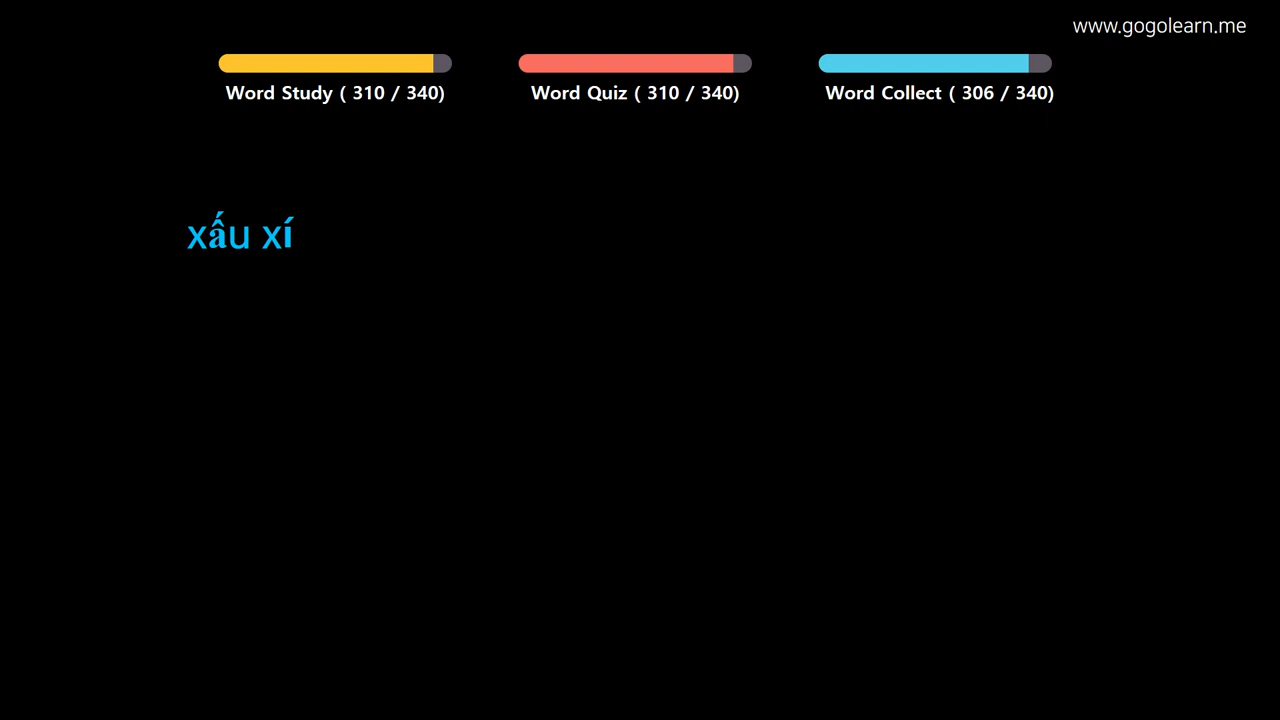 www.gogolearn.me
Word Study ( 310 / 340)
Word Quiz ( 310 / 340)
Word Collect ( 306 / 340)
xấu xí